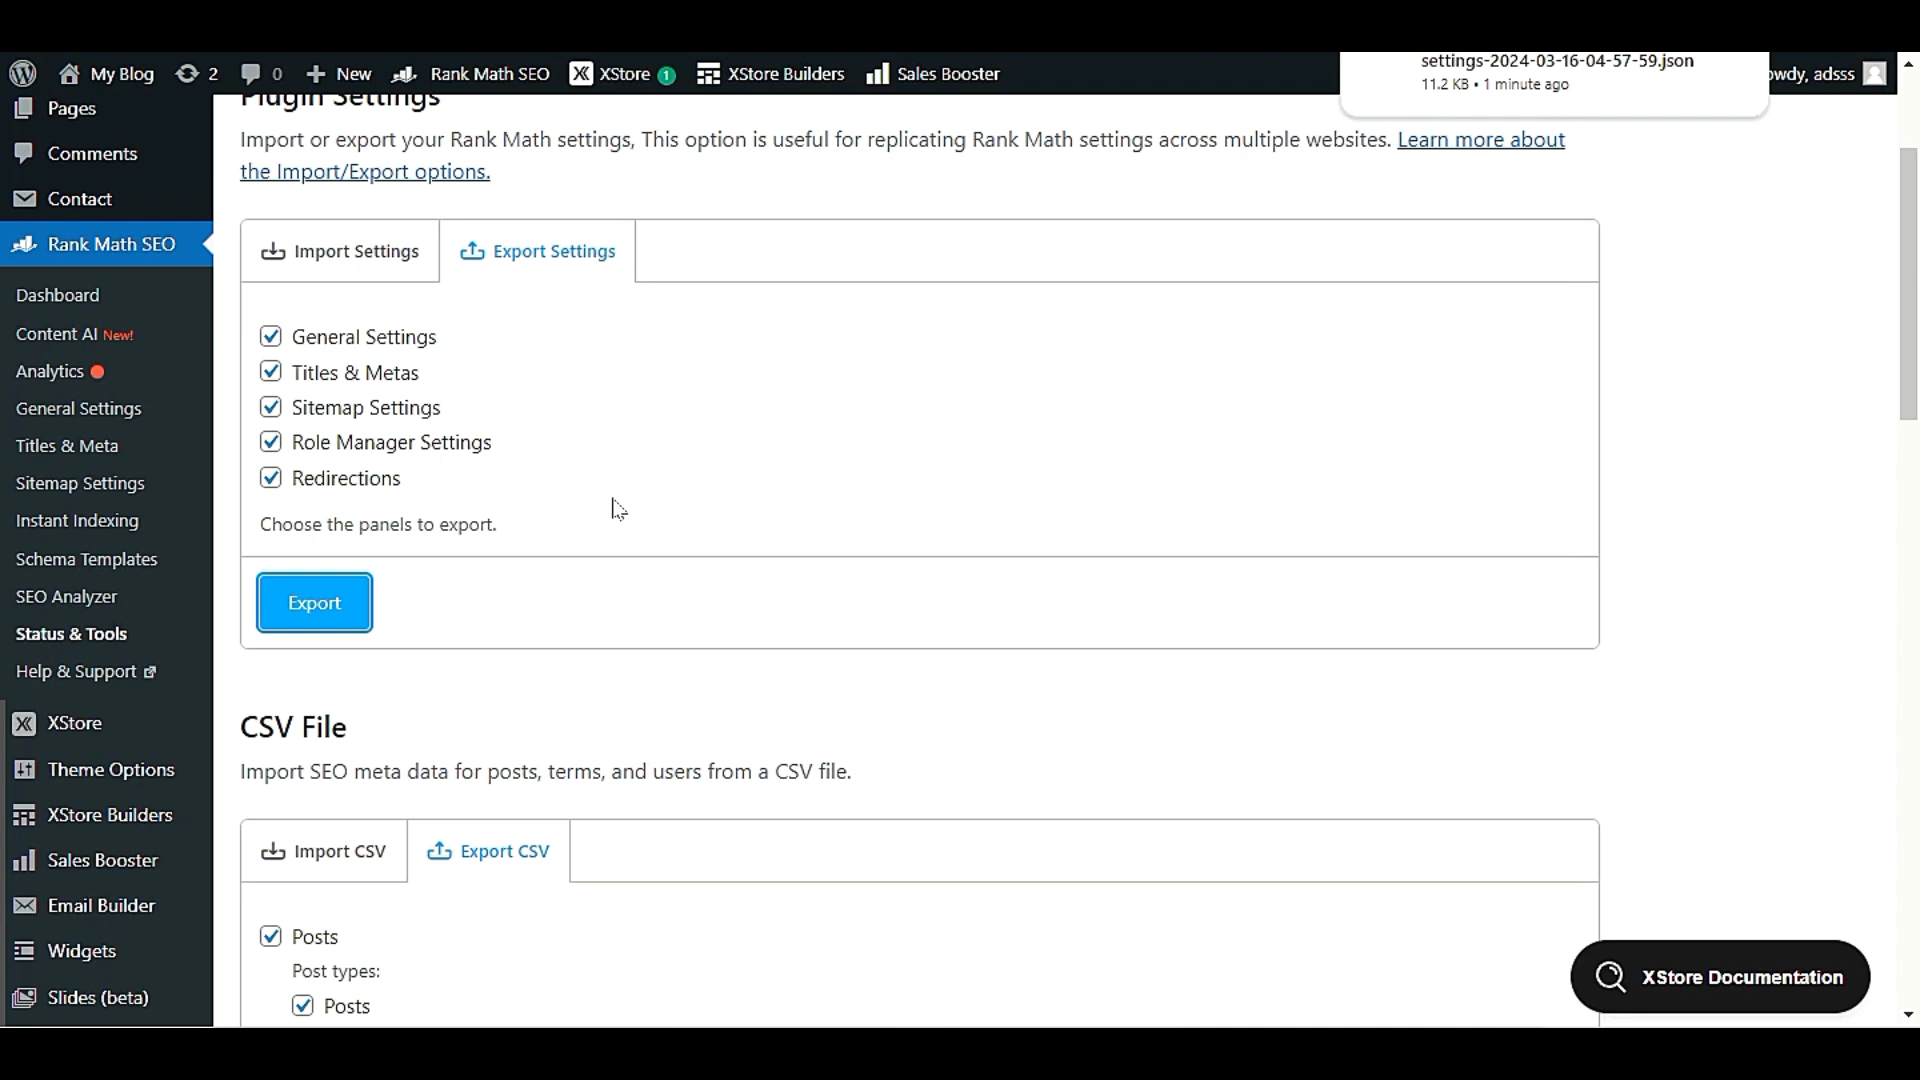 My Blog 2 0 New Rank Math SEO XStore 1 XStore Builders Sales Booster
settings-2024-03-16-04-57-59.json
11.2 KB • 1 minute ago
owdy, adsss
Pages
Comments
Contact
Rank Math SEO
Dashboard
Content AI New!
Analytics
General Settings
Titles & Meta
Sitemap Settings
Instant Indexing
Schema Templates
SEO Analyzer
Status & Tools
Help & Support
XStore
Theme Options
XStore Builders
Sales Booster
Email Builder
Widgets
Slides (beta)
Plugin Settings
Import or export your Rank Math settings, This option is useful for replicating Rank Math settings across multiple websites. Learn more about
the Import/Export options.
Import Settings Export Settings
General Settings
Titles & Metas
Sitemap Settings
Role Manager Settings
Redirections
Choose the panels to export.
Export
CSV File
Import SEO meta data for posts, terms, and users from a CSV file.
Import CSV Export CSV
Posts
Post types:
Posts
XStore Documentation